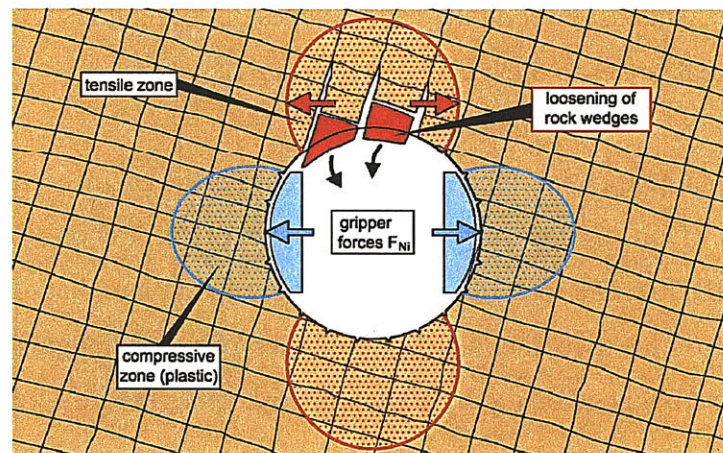 tensile zone
loosening of
rock wedges
gripper
forces F_Ni
compressive
zone (plastic)